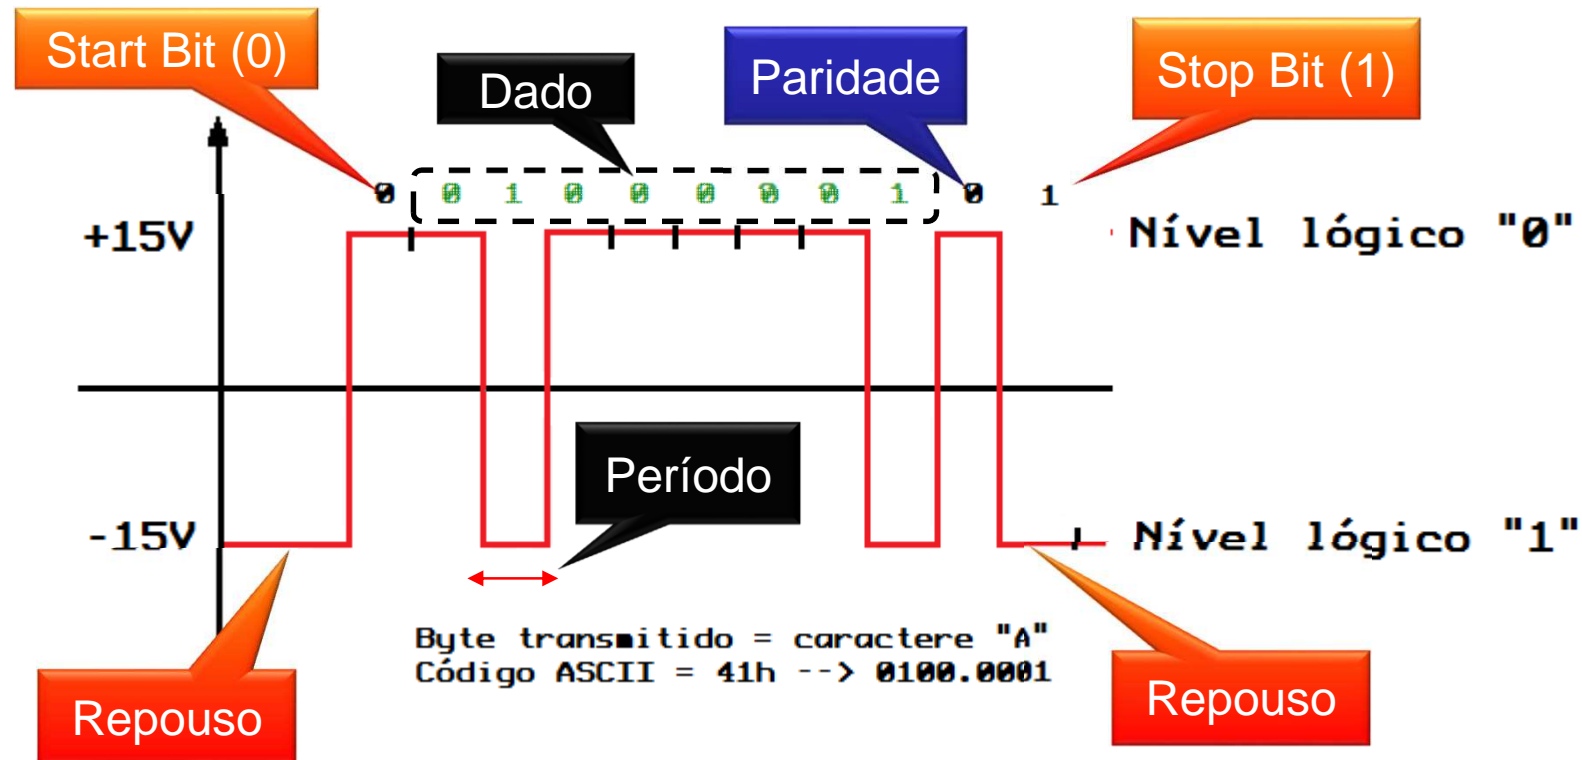 Start Bit (0)
Dado
Paridade
Stop Bit (1)
0 0 1 0 0 0 0 0 1 0 1
+15V
Nível lógico "0"
Período
-15V
Nível lógico "1"
Byte transmitido = caractere "A"
Código ASCII = 41h --> 0100.0001
Repouso
Repouso